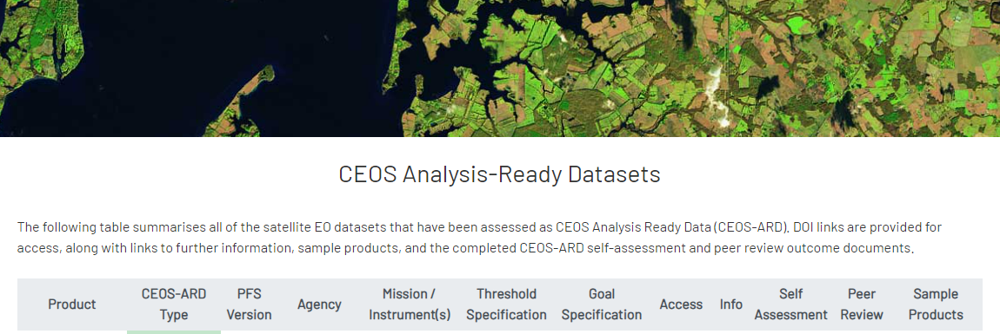 CEOS Analysis-Ready Datasets
The following table summarises all of the satellite EO datasets that have been assessed as CEOS Analysis Ready Data (CEOS-ARD). DOI links are provided for
access, along with links to further information, sample products, and the completed CEOS-ARD self-assessment and peer review outcome documents.
Product
CEOS-ARD
Type
PFS
Version
Agency
Mission /
Instrument(s)
Threshold
Specification
Goal
Specification
Access
Info
Self
Assessment
Peer
Review
Sample
Products